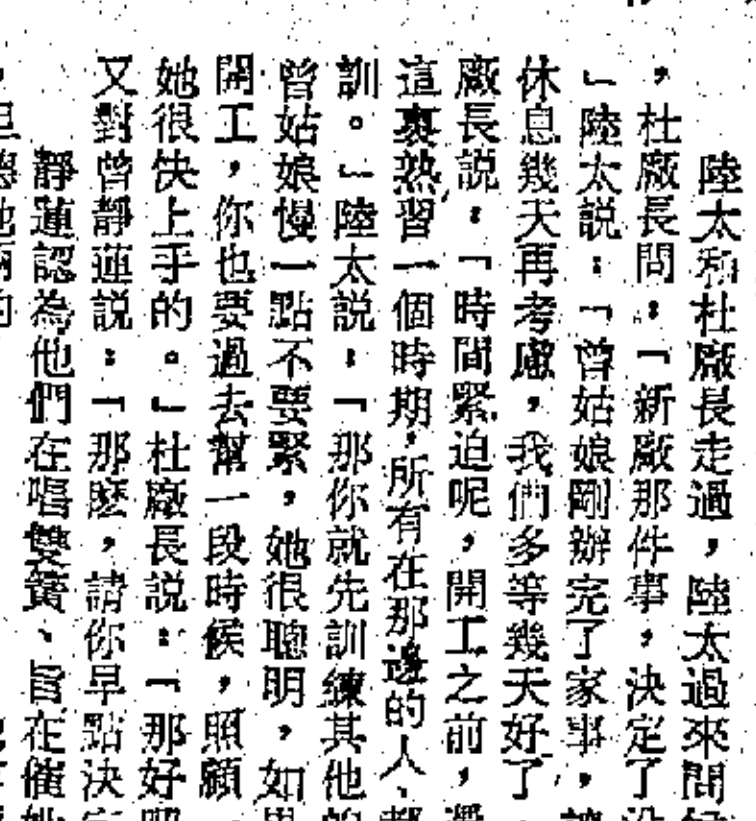 陸太和杜廠長走過，陸太過來問
，杜廠長問：「新廠那件事，決定了
」陸太說：「曾姑娘剛辦完了家事，
休息幾天再考慮，我們多等幾天好了，
廠長說：「時間緊迫呢，開工之前，
這裏熟習一個時期，所有在那邊的人、
訓。」陸太說：「那你就先訓練其他
曾姑娘慢一點不要緊，她很聰明，如
開工，你也要過去幫一段時候，照顧
她很快上手的。」杜廠長說：「那好
又對曾靜蓮說：「那麽，請你早點決
靜蓮認為他們在唱雙簧、旨在催